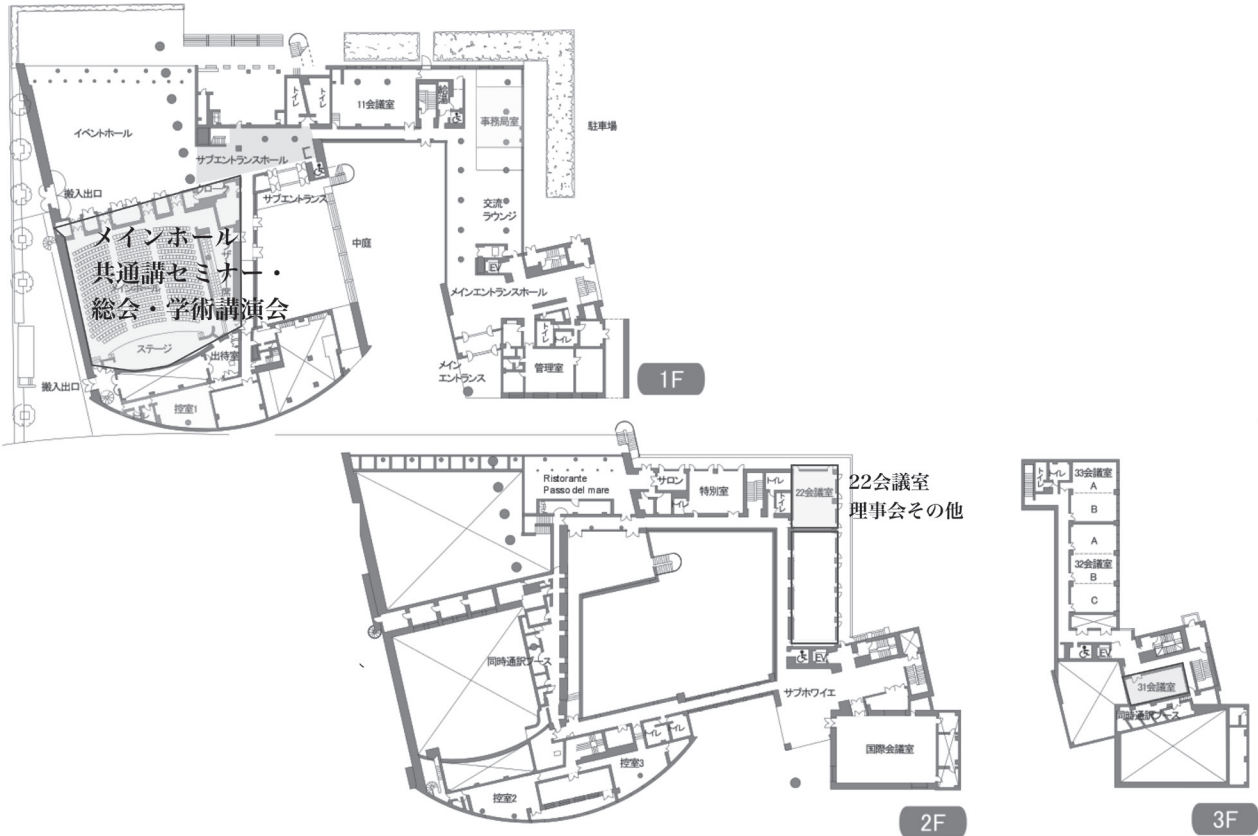 イベントホール
トイレ
トイレ
11会議室
給湯
事務局室
駐車場
サブエントランスホール
搬入出口
サブエントランス
交流
ラウンジ
中庭
メインホール
共通講セミナー・
総会・学術講演会
EV
メインエントランスホール
ステージ
搬入出口
控室1
メイン
エントランス
トイレ
トイレ
管理室
1F
Ristorante
Passo del mare
サロン
特別室
トイレ
トイレ
トイレ
22会議室
22会議室
理事会その他
同時通訳ブース
EV
サブホワイエ
国際会議室
トイレ
トイレ
控室3
控室2
2F
トイレ
トイレ
33会議室
A
B
A
32会議室
B
C
EV
31会議室
同時通訳ブース
3F